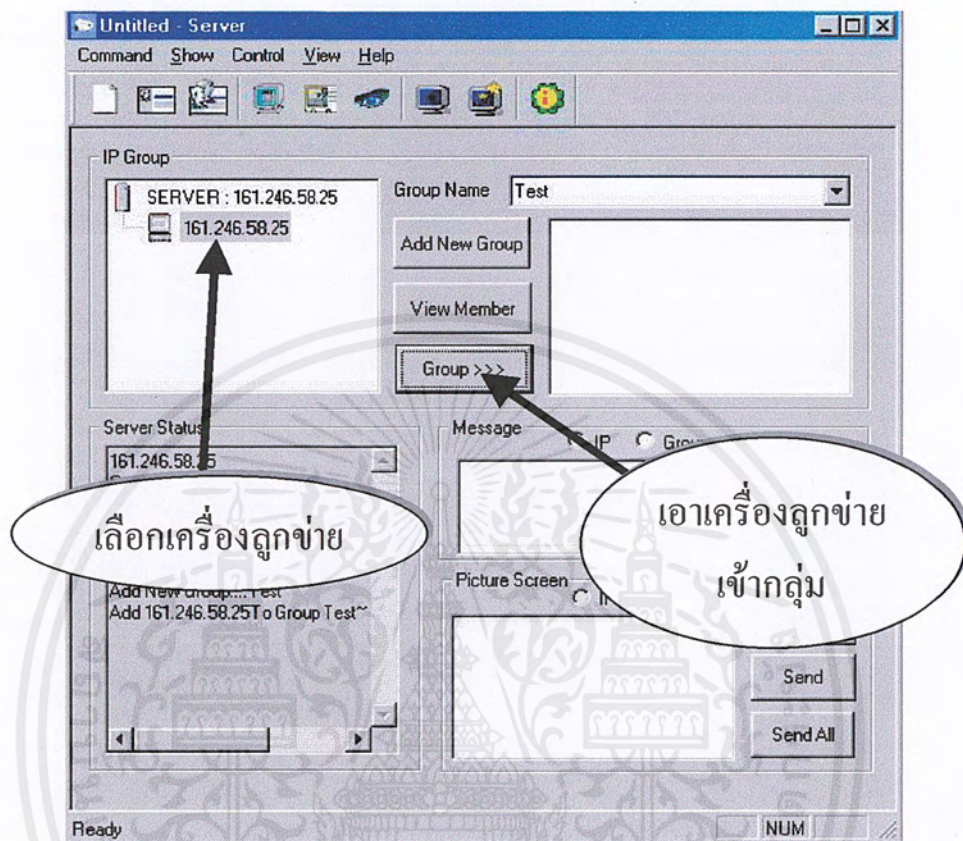 Untitled - Server
Command Show Control View Help
IP Group
SERVER : 161.246.58.25
161.246.58.25
Group Name Test
Add New Group
View Member
Group >>>
Server Status
161.246.58.25
Message IP
เลือกเครื่องลูกข่าย
เอาเครื่องลูกข่าย
เข้ากลุ่ม
Add New Group....Test
Add 161.246.58.25To Group Test~
Picture Screen
Send
Send All
Ready NUM